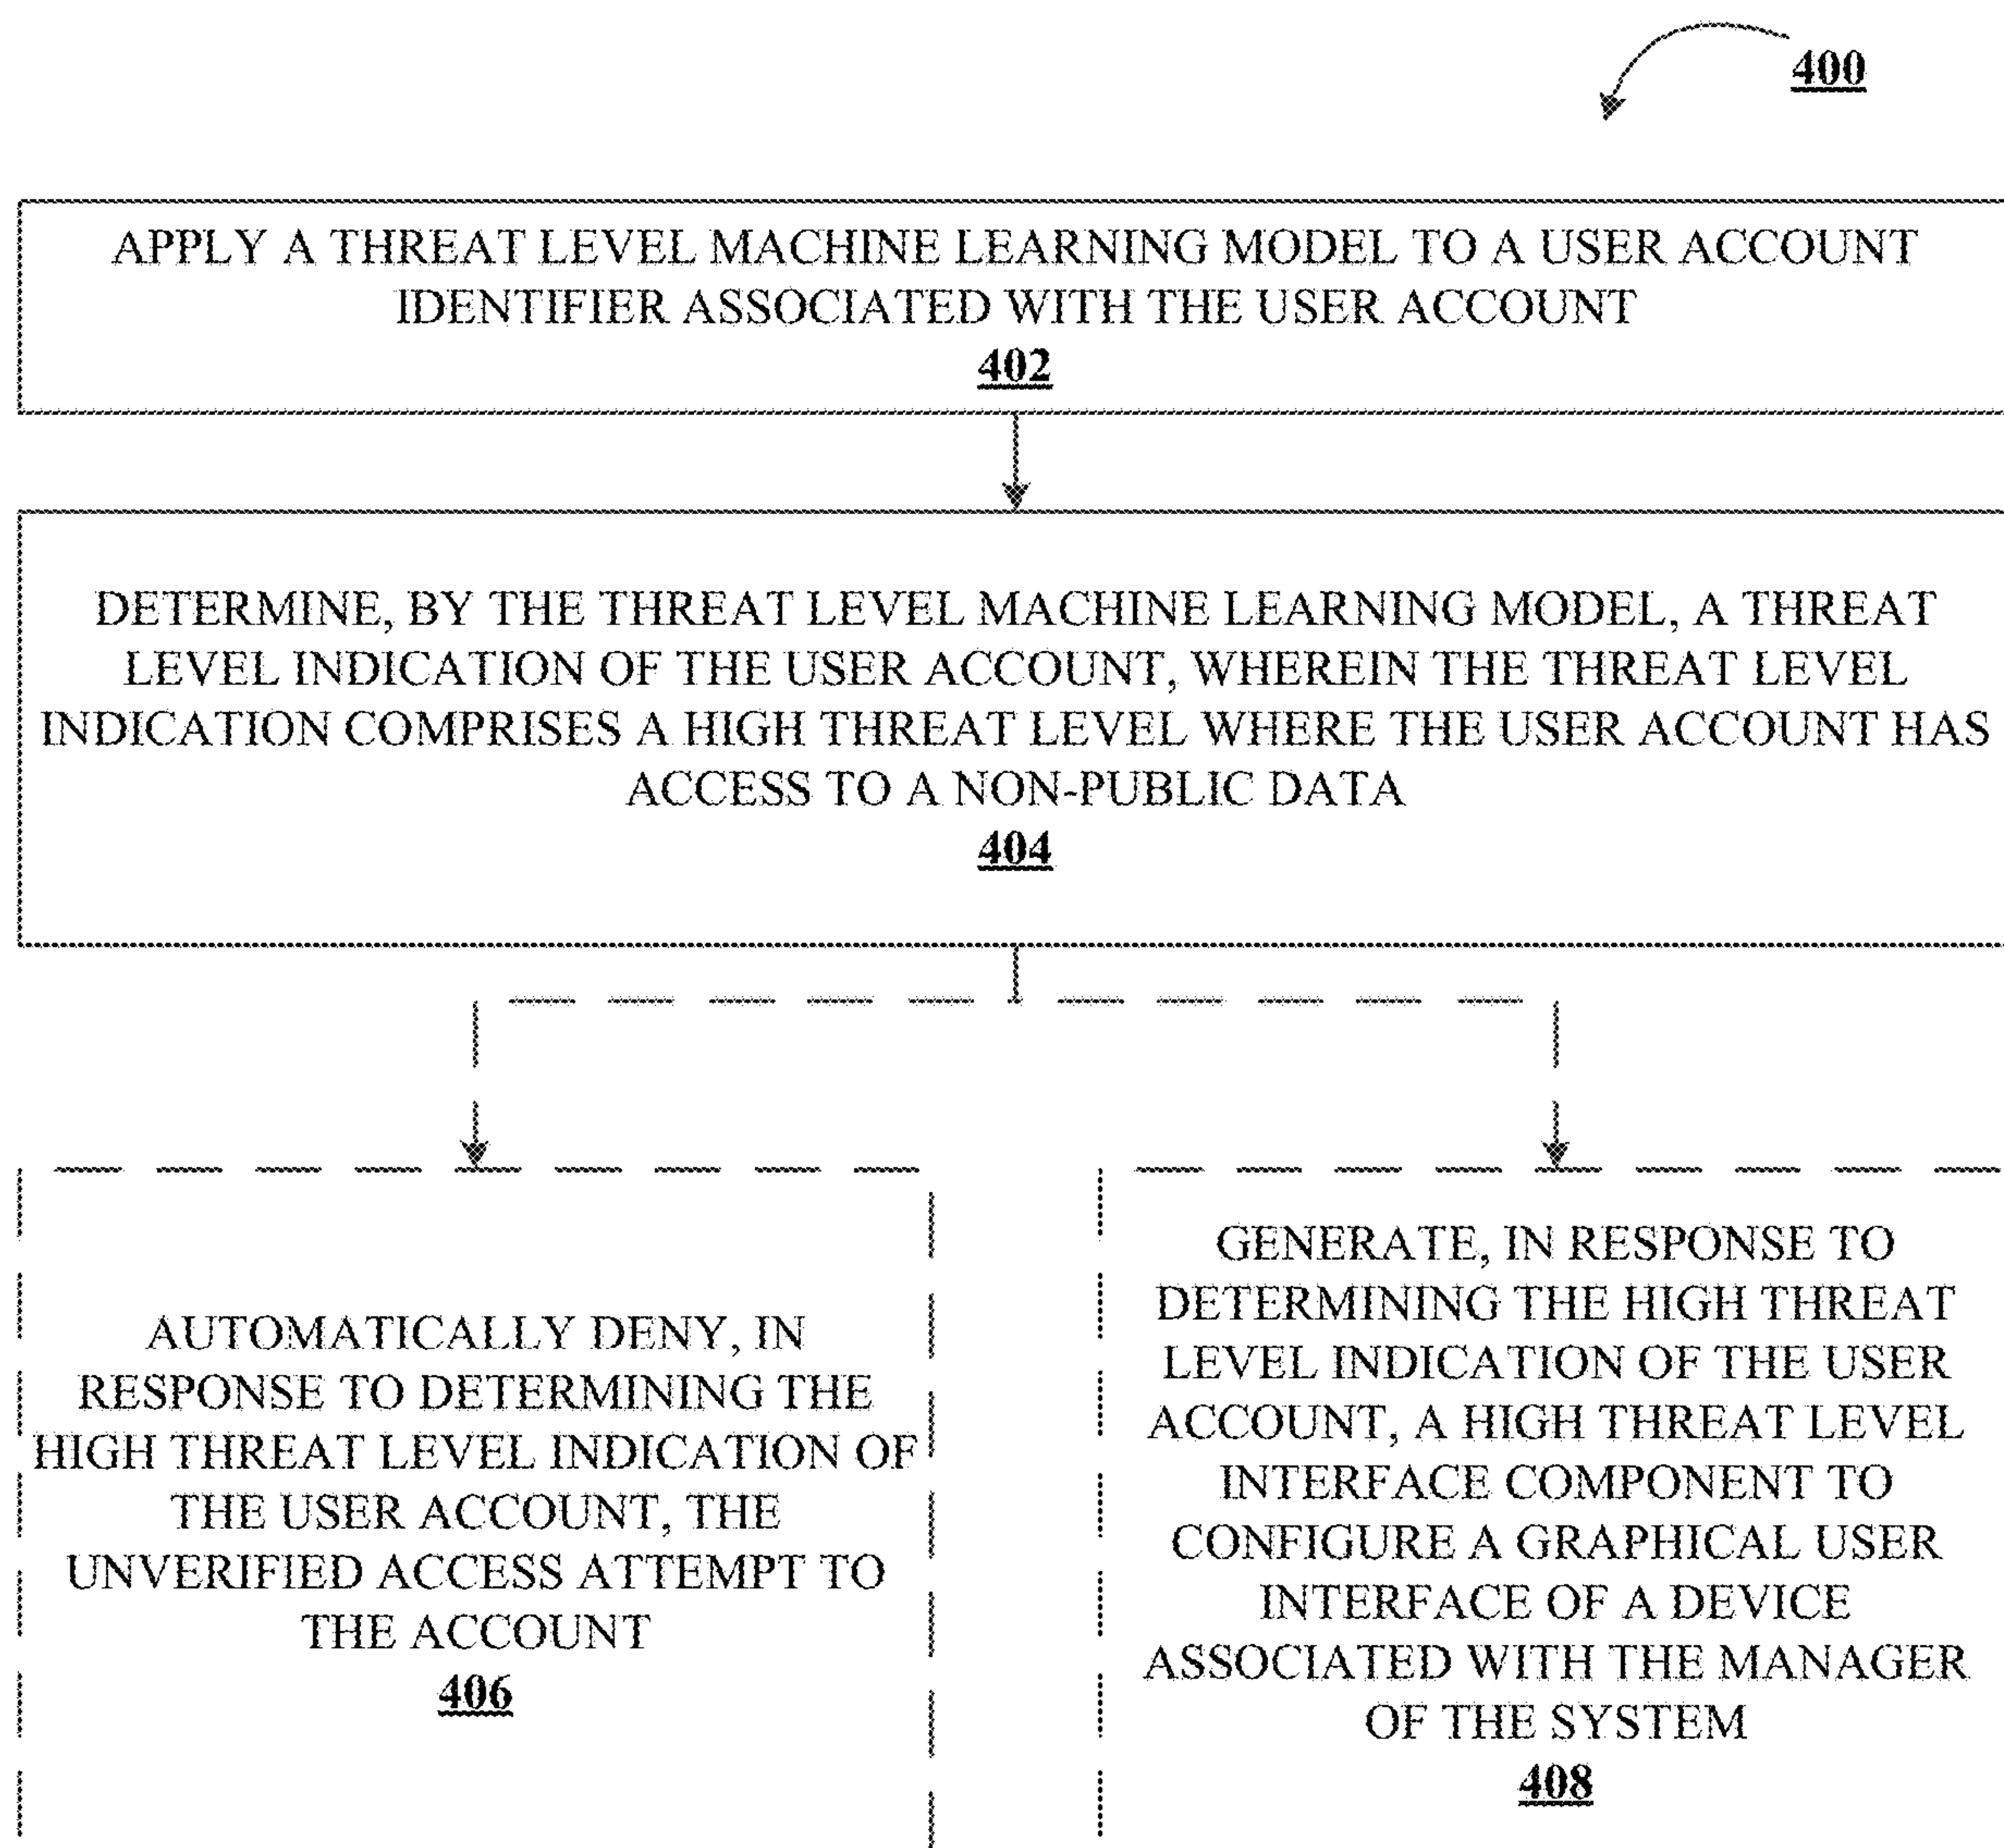 400
APPLY A THREAT LEVEL MACHINE LEARNING MODEL TO A USER ACCOUNT
IDENTIFIER ASSOCIATED WITH THE USER ACCOUNT
402
DETERMINE, BY THE THREAT LEVEL MACHINE LEARNING MODEL, A THREAT
LEVEL INDICATION OF THE USER ACCOUNT, WHEREIN THE THREAT LEVEL
INDICATION COMPRISES A HIGH THREAT LEVEL WHERE THE USER ACCOUNT HAS
ACCESS TO A NON-PUBLIC DATA
404
AUTOMATICALLY DENY, IN
RESPONSE TO DETERMINING THE
HIGH THREAT LEVEL INDICATION OF
THE USER ACCOUNT, THE
UNVERIFIED ACCESS ATTEMPT TO
THE ACCOUNT
406
GENERATE, IN RESPONSE TO
DETERMINING THE HIGH THREAT
LEVEL INDICATION OF THE USER
ACCOUNT, A HIGH THREAT LEVEL
INTERFACE COMPONENT TO
CONFIGURE A GRAPHICAL USER
INTERFACE OF A DEVICE
ASSOCIATED WITH THE MANAGER
OF THE SYSTEM
408